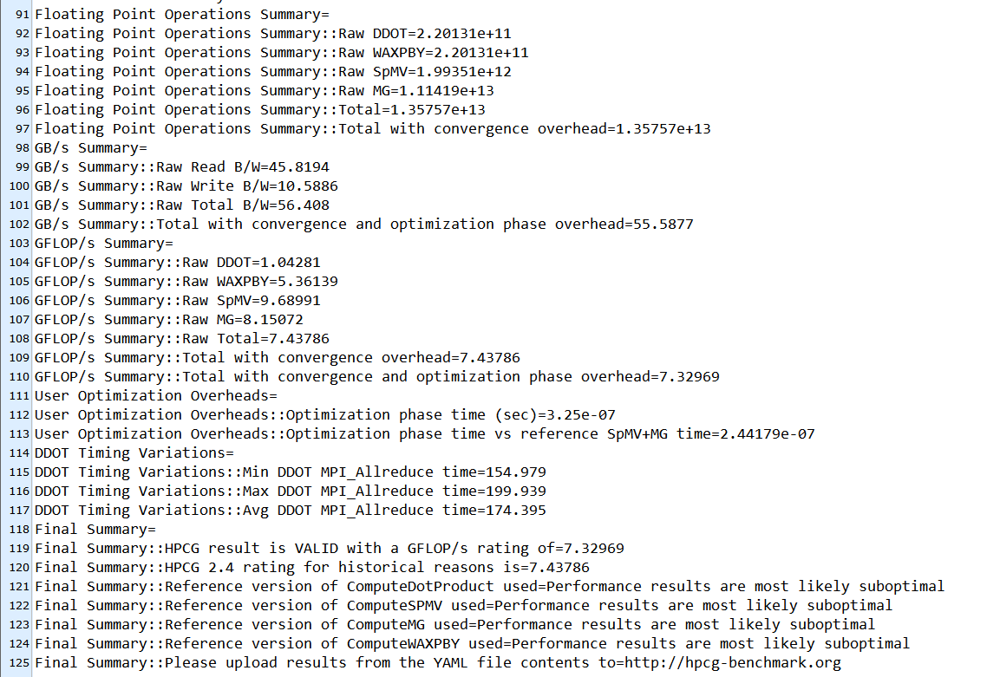 91 Floating Point Operations Summary=
92 Floating Point Operations Summary::Raw DDOT=2.20131e+11
93 Floating Point Operations Summary::Raw WAXPBY=2.20131e+11
94 Floating Point Operations Summary::Raw SpMV=1.99351e+12
95 Floating Point Operations Summary::Raw MG=1.11419e+13
96 Floating Point Operations Summary::Total=1.35757e+13
97 Floating Point Operations Summary::Total with convergence overhead=1.35757e+13
98 GB/s Summary=
99 GB/s Summary::Raw Read B/W=45.8194
100 GB/s Summary::Raw Write B/W=10.5886
101 GB/s Summary::Raw Total B/W=56.408
102 GB/s Summary::Total with convergence and optimization phase overhead=55.5877
103 GFLOP/s Summary=
104 GFLOP/s Summary::Raw DDOT=1.04281
105 GFLOP/s Summary::Raw WAXPBY=5.36139
106 GFLOP/s Summary::Raw SpMV=9.68991
107 GFLOP/s Summary::Raw MG=8.15072
108 GFLOP/s Summary::Raw Total=7.43786
109 GFLOP/s Summary::Total with convergence overhead=7.43786
110 GFLOP/s Summary::Total with convergence and optimization phase overhead=7.32969
111 User Optimization Overheads=
112 User Optimization Overheads::Optimization phase time (sec)=3.25e-07
113 User Optimization Overheads::Optimization phase time vs reference SpMV+MG time=2.44179e-07
114 DDOT Timing Variations=
115 DDOT Timing Variations::Min DDOT MPI_Allreduce time=154.979
116 DDOT Timing Variations::Max DDOT MPI_Allreduce time=199.939
117 DDOT Timing Variations::Avg DDOT MPI_Allreduce time=174.395
118 Final Summary=
119 Final Summary::HPCG result is VALID with a GFLOP/s rating of=7.32969
120 Final Summary::HPCG 2.4 rating for historical reasons is=7.43786
121 Final Summary::Reference version of ComputeDotProduct used=Performance results are most likely suboptimal
122 Final Summary::Reference version of ComputeSPMV used=Performance results are most likely suboptimal
123 Final Summary::Reference version of ComputeMG used=Performance results are most likely suboptimal
124 Final Summary::Reference version of ComputeWAXPBY used=Performance results are most likely suboptimal
125 Final Summary::Please upload results from the YAML file contents to=http://hpcg-benchmark.org